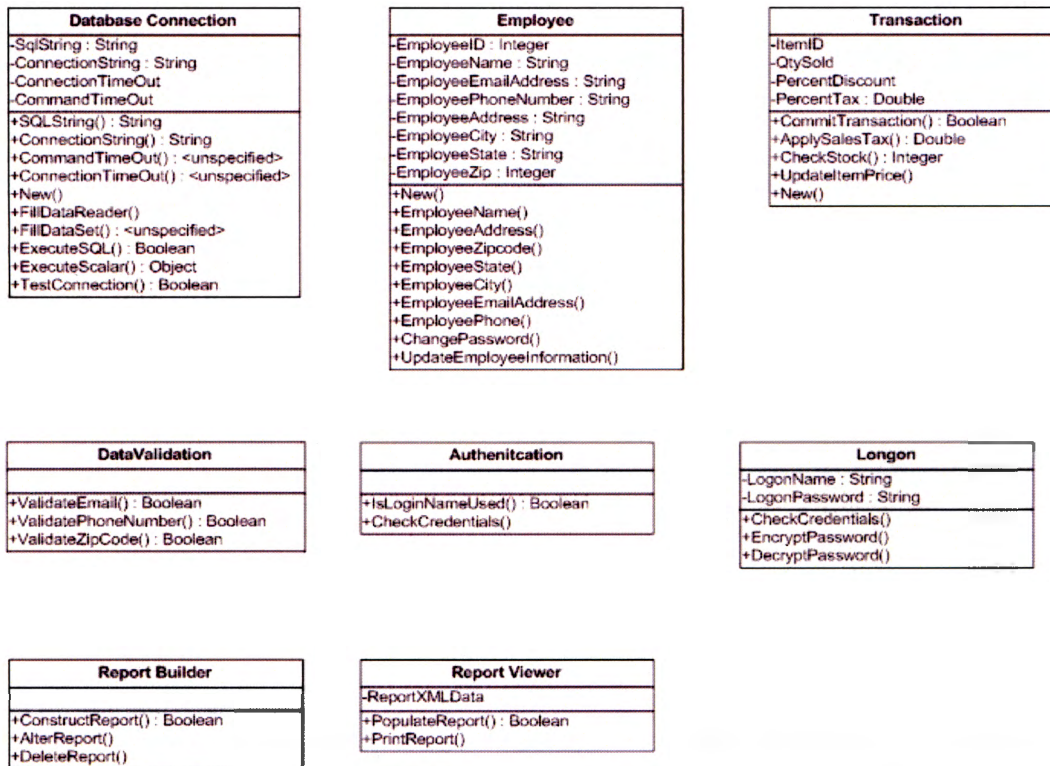 Database Connection
-SqlString : String
-ConnectionString : String
-ConnectionTimeOut
-CommandTimeOut
+SQLString() : String
+ConnectionString() : String
+CommandTimeOut() : <unspecified>
+ConnectionTimeOut() : <unspecified>
+New()
+FillDataReader()
+FillDataSet() : <unspecified>
+ExecuteSQL() : Boolean
+ExecuteScalar() : Object
+TestConnection() : Boolean
Employee
-EmployeeID : Integer
-EmployeeName : String
-EmployeeEmailAddress : String
-EmployeePhoneNumber : String
-EmployeeAddress : String
-EmployeeCity : String
-EmployeeState : String
-EmployeeZip : Integer
+New()
+EmployeeName()
+EmployeeAddress()
+EmployeeZipcode()
+EmployeeState()
+EmployeeCity()
+EmployeeEmailAddress()
+EmployeePhone()
+ChangePassword()
+UpdateEmployeeInformation()
Transaction
-ItemID
-QtySold
-PercentDiscount
-PercentTax : Double
+CommitTransaction() : Boolean
+ApplySalesTax() : Double
+CheckStock() : Integer
+UpdateItemPrice()
+New()
DataValidation
+ValidateEmail() : Boolean
+ValidatePhoneNumber() : Boolean
+ValidateZipCode() : Boolean
Authenitcation
+IsLoginNameUsed() : Boolean
+CheckCredentials()
Longon
-LogonName : String
-LogonPassword : String
+CheckCredentials()
+EncryptPassword()
+DecryptPassword()
Report Builder
+ConstructReport() : Boolean
+AlterReport()
+DeleteReport()
Report Viewer
-ReportXMLData
+PopulateReport() : Boolean
+PrintReport()